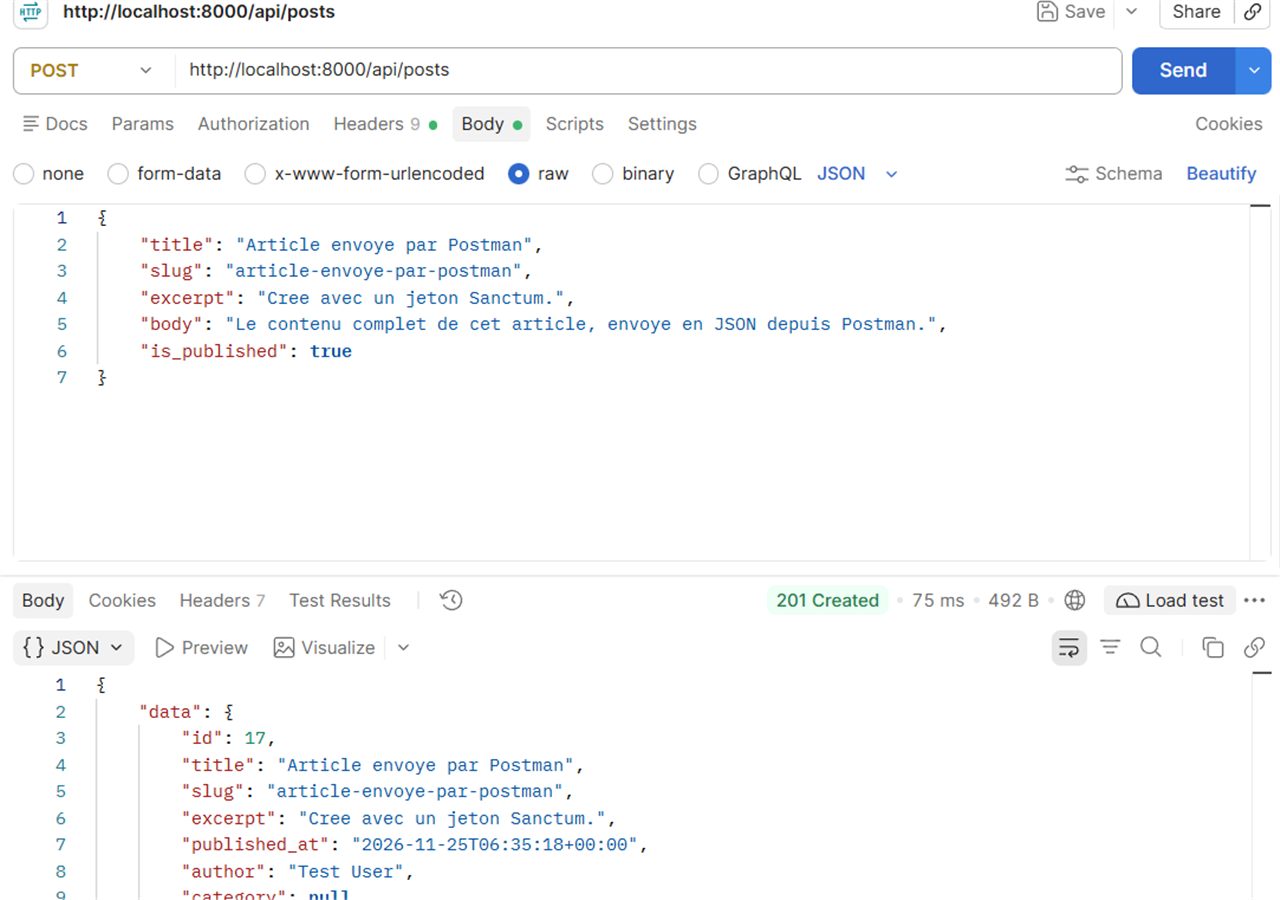 HTTP http://localhost:8000/api/posts Save Share
POST http://localhost:8000/api/posts Send
Docs Params Authorization Headers 9 Body Scripts Settings Cookies
none form-data x-www-form-urlencoded raw binary GraphQL JSON Schema Beautify
1 {
2 "title": "Article envoye par Postman",
3 "slug": "article-envoye-par-postman",
4 "excerpt": "Cree avec un jeton Sanctum.",
5 "body": "Le contenu complet de cet article, envoye en JSON depuis Postman.",
6 "is_published": true
7 }
Body Cookies Headers 7 Test Results 201 Created • 75 ms • 492 B • Load test
{} JSON Preview Visualize
1 {
2 "data": {
3 "id": 17,
4 "title": "Article envoye par Postman",
5 "slug": "article-envoye-par-postman",
6 "excerpt": "Cree avec un jeton Sanctum.",
7 "published_at": "2026-11-25T06:35:18+00:00",
8 "author": "Test User",
9 "category": null